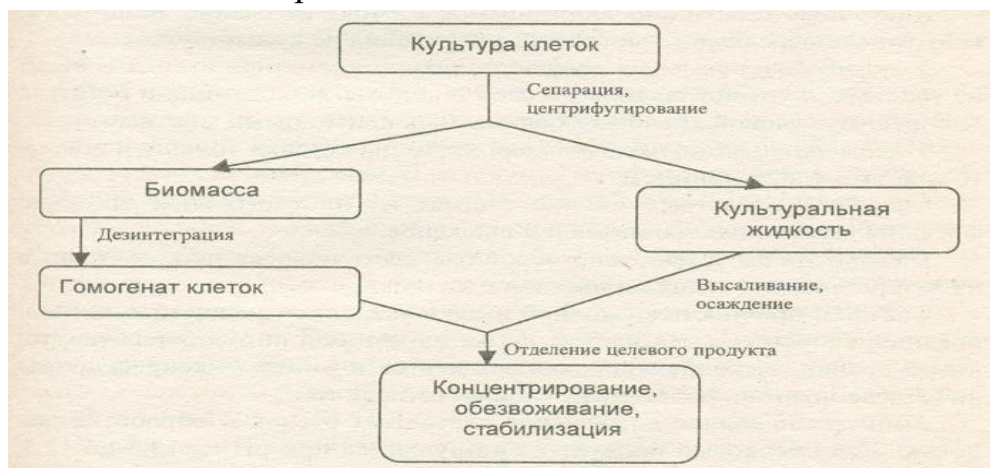 Культура клеток
Сепарация,
центрифугирование
Биомасса
Культуральная
жидкость
Дезинтеграция
Гомогенат клеток
Высаливание,
осаждение
Отделение целевого продукта
Концентрирование,
обезвоживание,
стабилизация